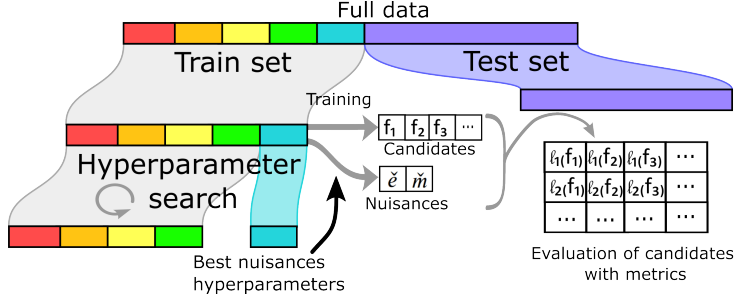 Full data
Train set
Test set
Training
f1 f2 f3 ...
Candidates
Hyperparameter
search
ě m̌
Nuisances
Best nuisances
hyperparameters
ℓ1(f1) ℓ1(f2) ℓ1(f3) ...
ℓ2(f1) ℓ2(f2) ℓ2(f3) ...
... ... ... ...
Evaluation of candidates
with metrics